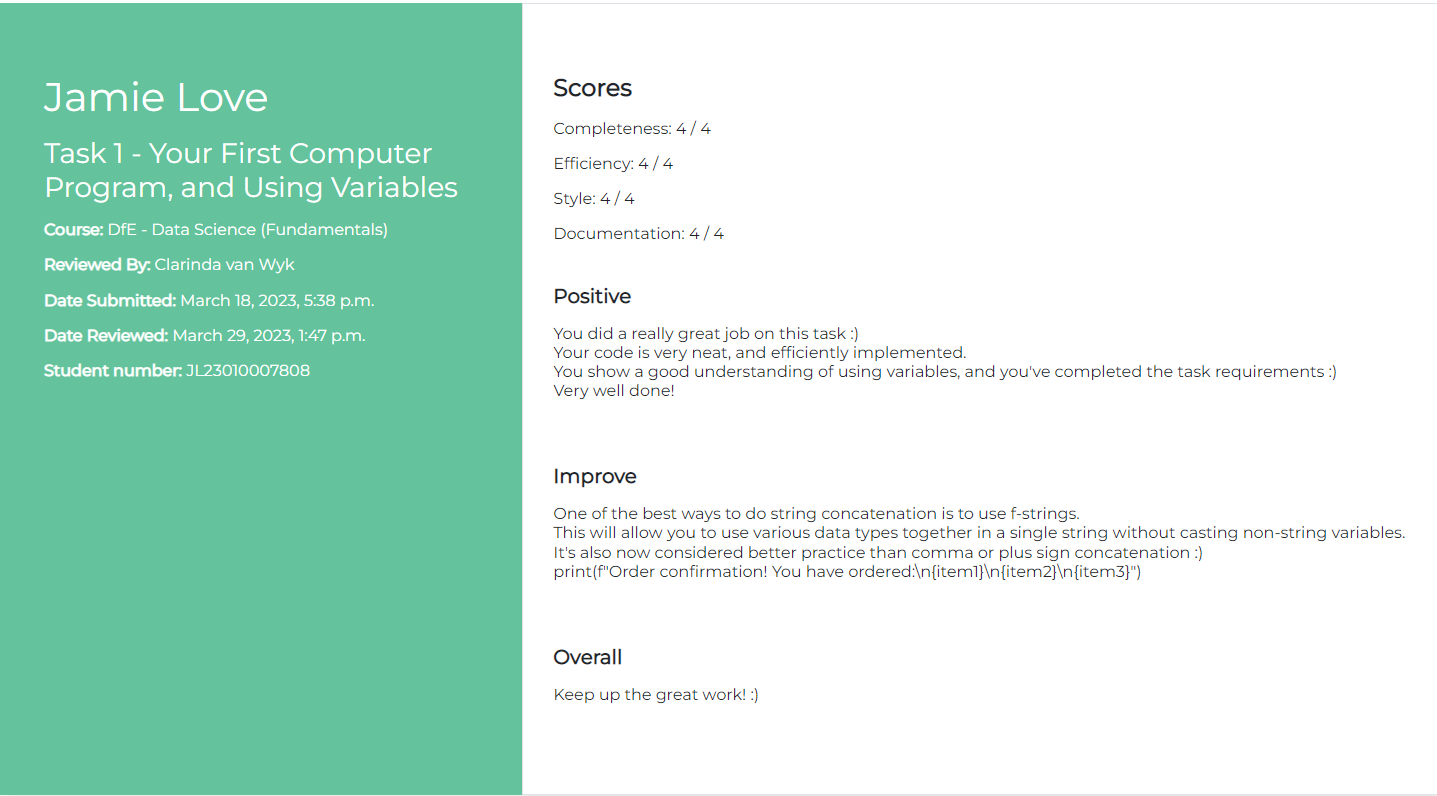 Jamie Love
Task 1 - Your First Computer
Program, and Using Variables
Course: DfE - Data Science (Fundamentals)
Reviewed By: Clarinda van Wyk
Date Submitted: March 18, 2023, 5:38 p.m.
Date Reviewed: March 29, 2023, 1:47 p.m.
Student number: JL23010007808
Scores
Completeness: 4 / 4
Efficiency: 4 / 4
Style: 4 / 4
Documentation: 4 / 4
Positive
You did a really great job on this task :)
Your code is very neat, and efficiently implemented.
You show a good understanding of using variables, and you've completed the task requirements :)
Very well done!
Improve
One of the best ways to do string concatenation is to use f-strings.
This will allow you to use various data types together in a single string without casting non-string variables.
It's also now considered better practice than comma or plus sign concatenation :)
print(f"Order confirmation! You have ordered:\n{item1}\n{item2}\n{item3}")
Overall
Keep up the great work! :)